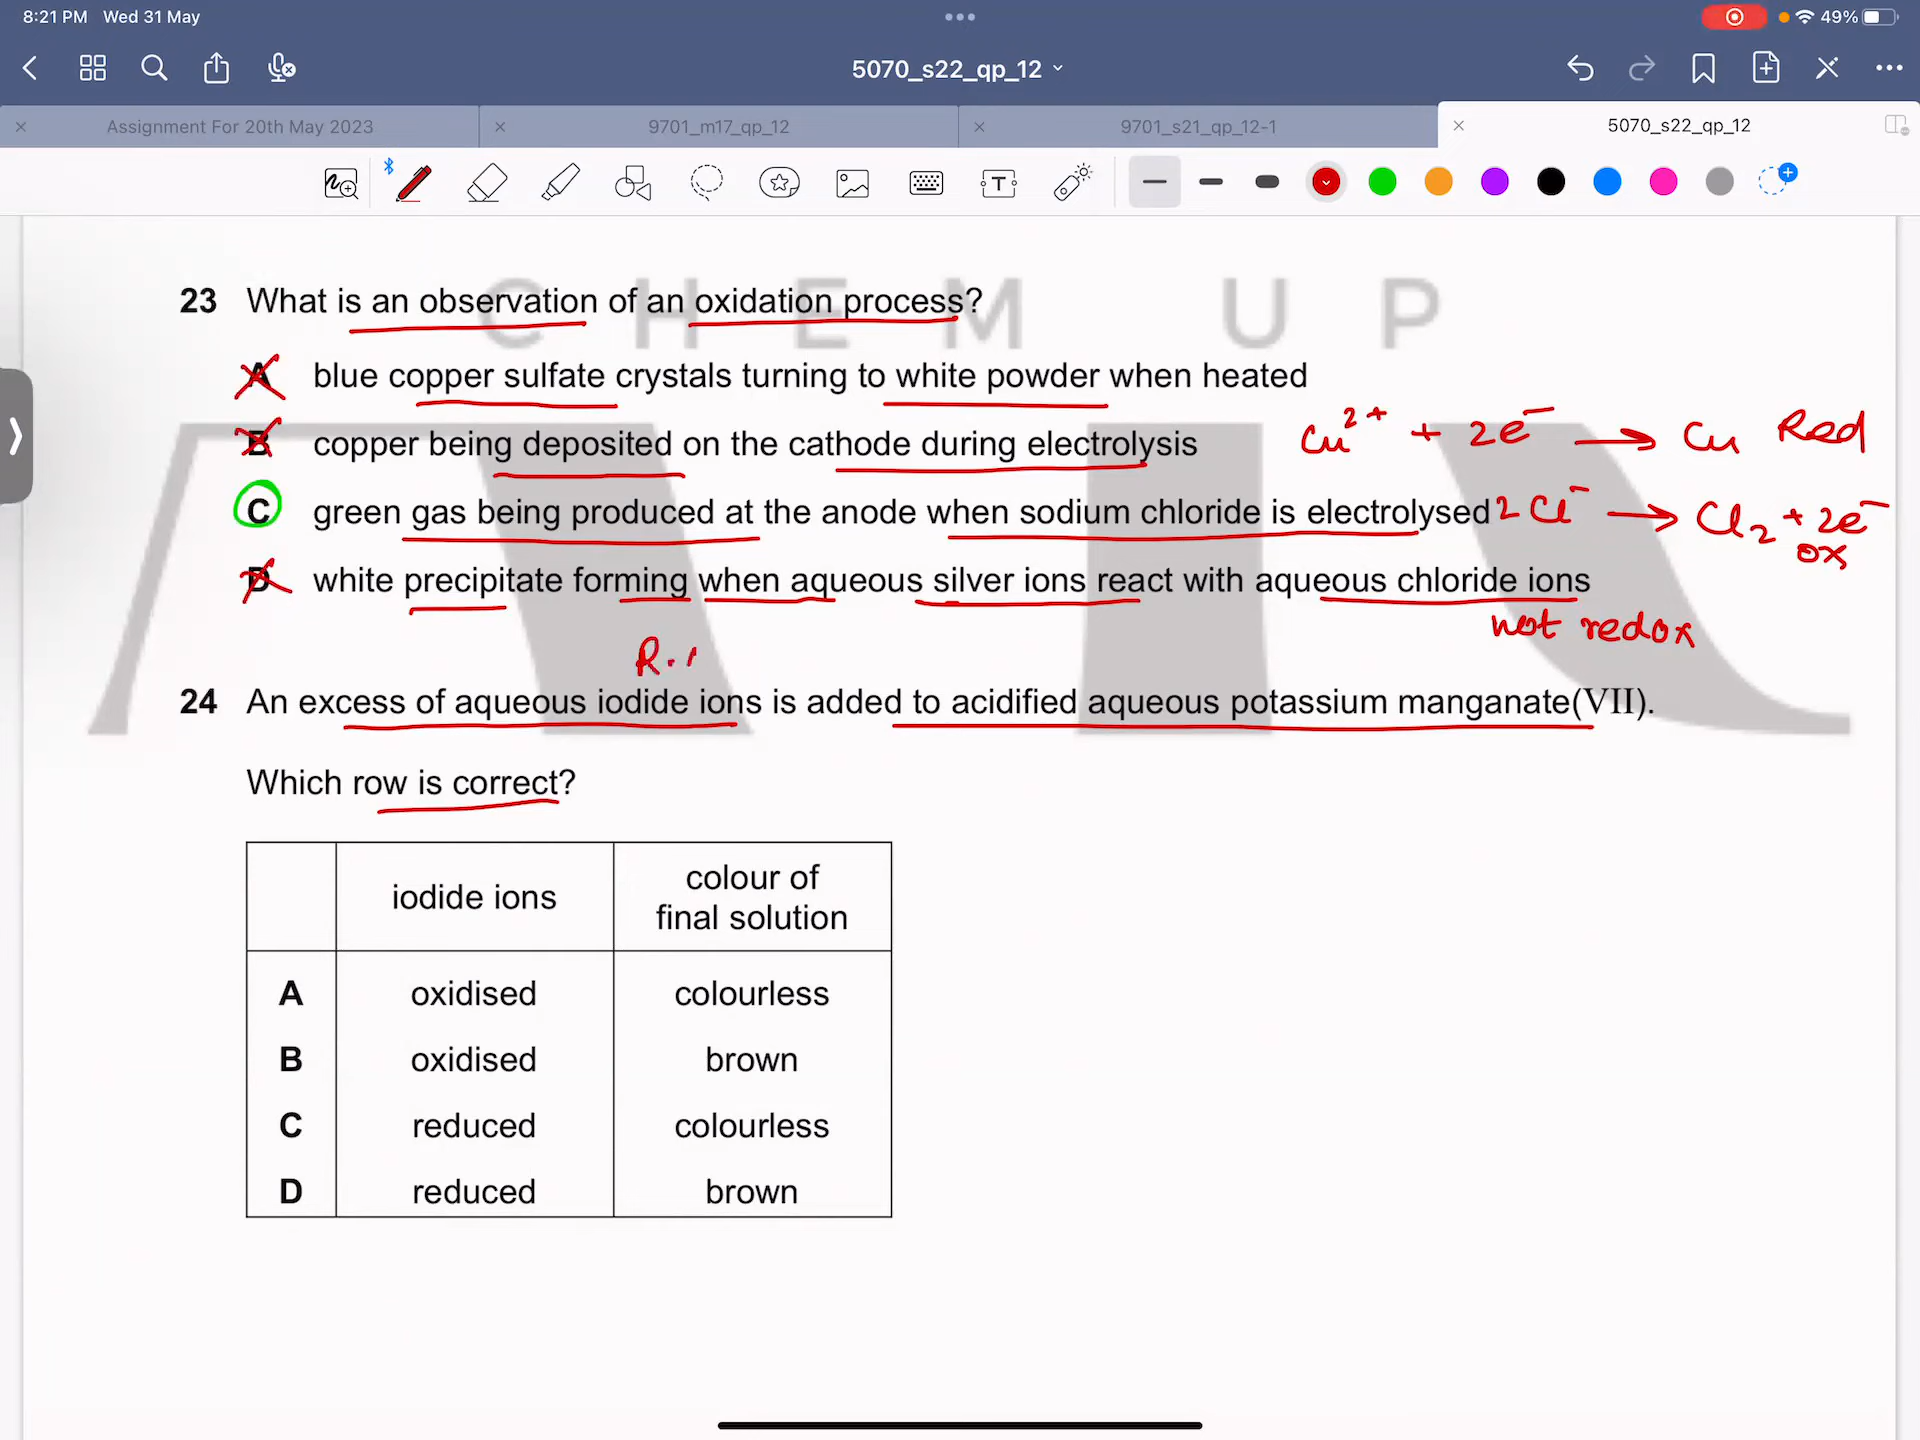 8:21 PM Wed 31 May
49%
5070_s22_qp_12
Assignment For 20th May 2023
9701_m17_qp_12
9701_s21_qp_12-1
5070_s22_qp_12
CHEM UP
23 What is an observation of an oxidation process?
A blue copper sulfate crystals turning to white powder when heated
B copper being deposited on the cathode during electrolysis
Cu²⁺ + 2e⁻ → Cu Red
C green gas being produced at the anode when sodium chloride is electrolysed
2Cl⁻ → Cl₂ + 2e⁻
ox
D white precipitate forming when aqueous silver ions react with aqueous chloride ions
not redox
R.
24 An excess of aqueous iodide ions is added to acidified aqueous potassium manganate(VII).
Which row is correct?
iodide ions
colour of
final solution
A oxidised colourless
B oxidised brown
C reduced colourless
D reduced brown